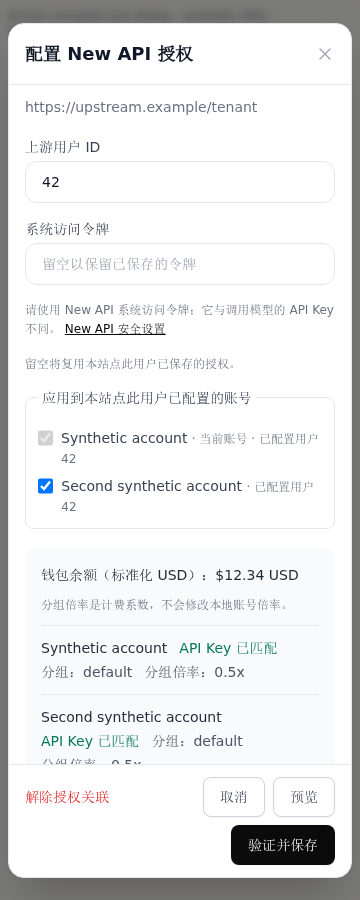 配置 New API 授权
https://upstream.example/tenant
上游用户 ID
42
系统访问令牌
留空以保留已保存的令牌
请使用 New API 系统访问令牌；它与调用模型的 API Key
不同。 New API 安全设置
留空将复用本站点此用户已保存的授权。
应用到本站点此用户已配置的账号
Synthetic account · 当前账号 · 已配置用户
42
Second synthetic account · 已配置用户
42
钱包余额（标准化 USD）：$12.34 USD
分组倍率是计费系数，不会修改本地账号倍率。
Synthetic account API Key 已匹配
分组：default 分组倍率：0.5x
Second synthetic account
API Key 已匹配 分组：default
分组倍率：0.5x
解除授权关联 取消 预览
验证并保存